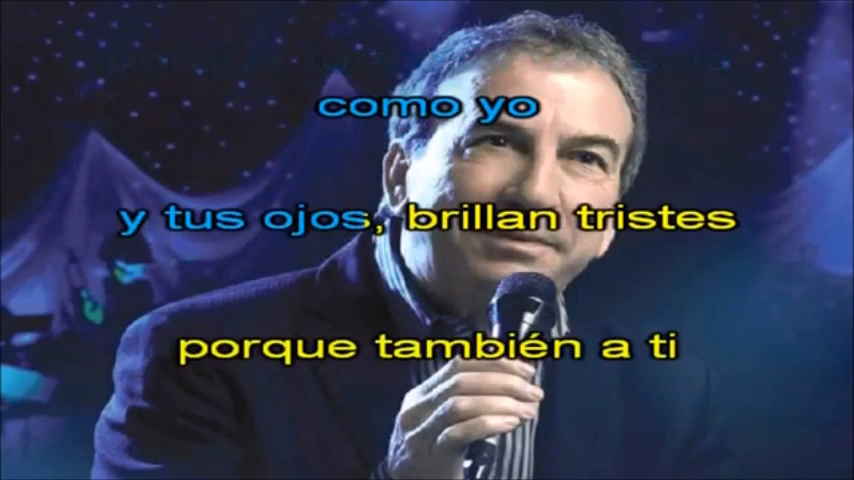 como yo
y tus ojos, brillan tristes
porque también a ti